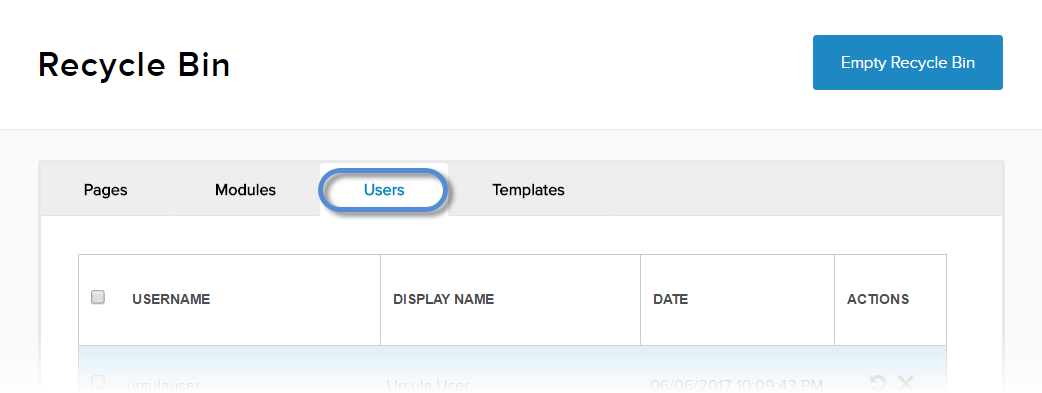 Recycle Bin
Empty Recycle Bin
Pages Modules Users Templates
USERNAME DISPLAY NAME DATE ACTIONS
ursulauser Ursula User 06/06/2017 10:09:43 PM